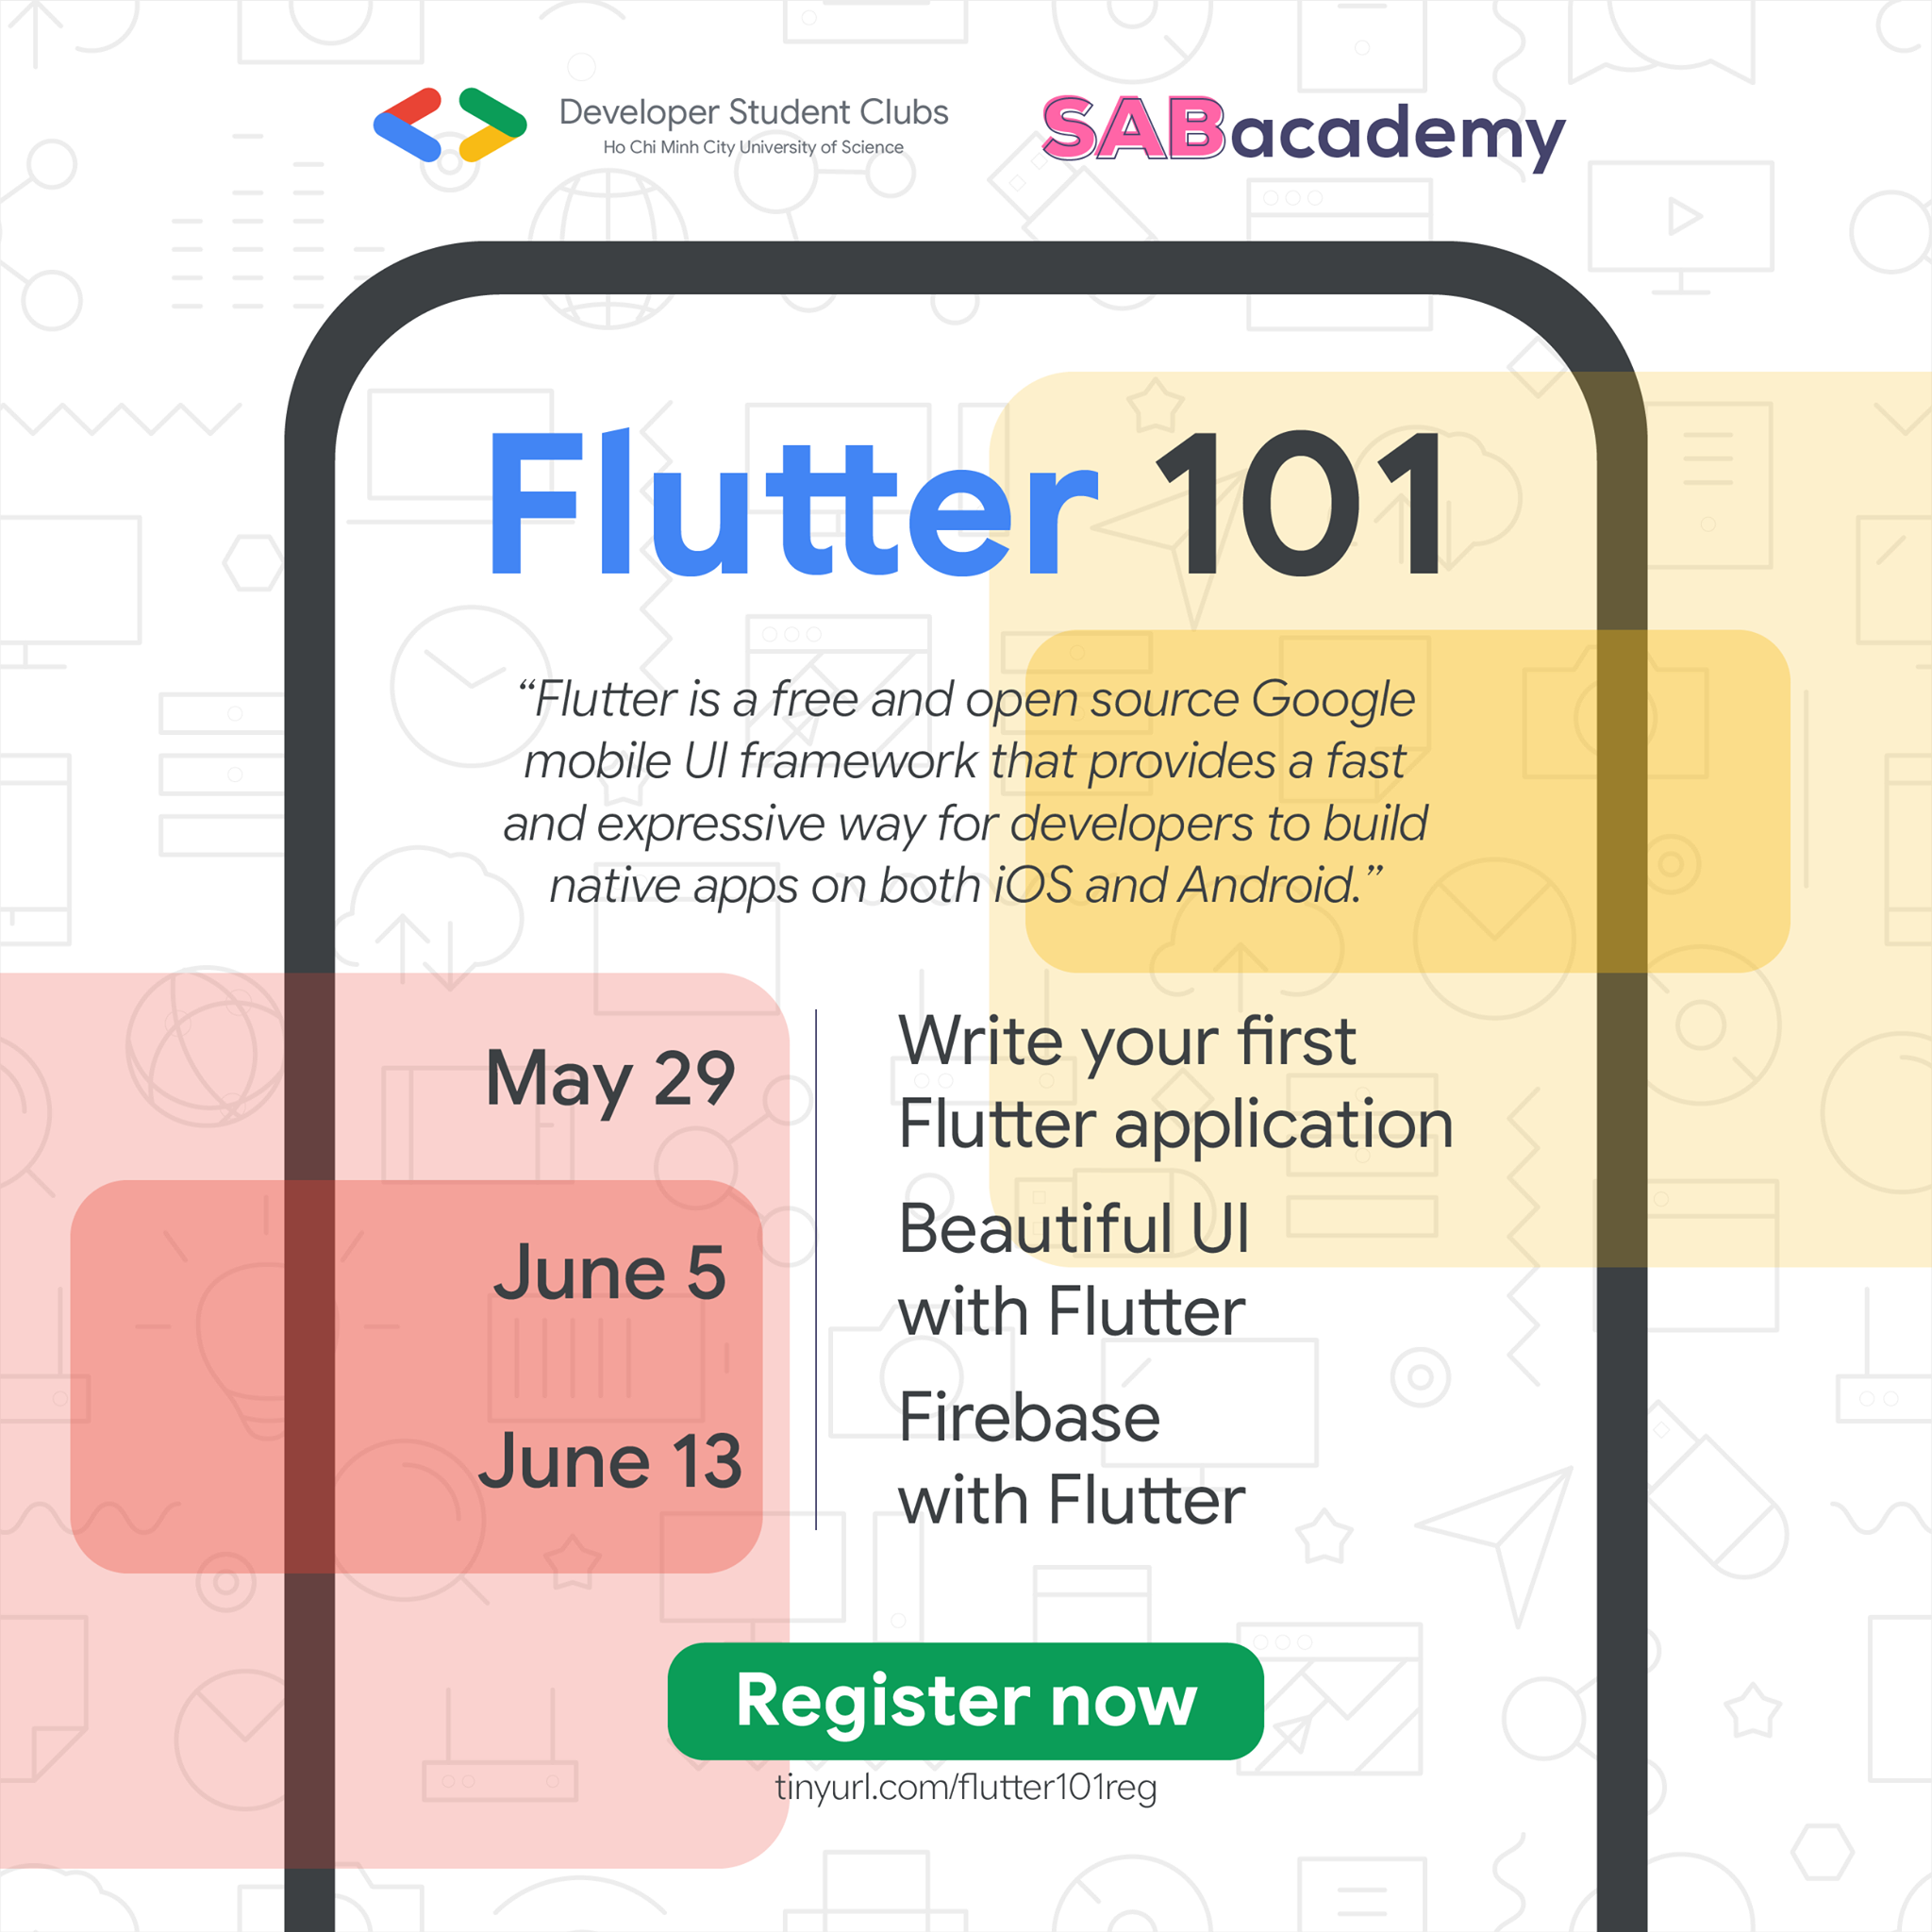 Developer Student Clubs
Ho Chi Minh City University of Science
SABacademy
Flutter 101
“Flutter is a free and open source Google
mobile UI framework that provides a fast
and expressive way for developers to build
native apps on both iOS and Android.”
May 29
Write your first
Flutter application
June 5
Beautiful UI
with Flutter
June 13
Firebase
with Flutter
Register now
tinyurl.com/flutter101reg